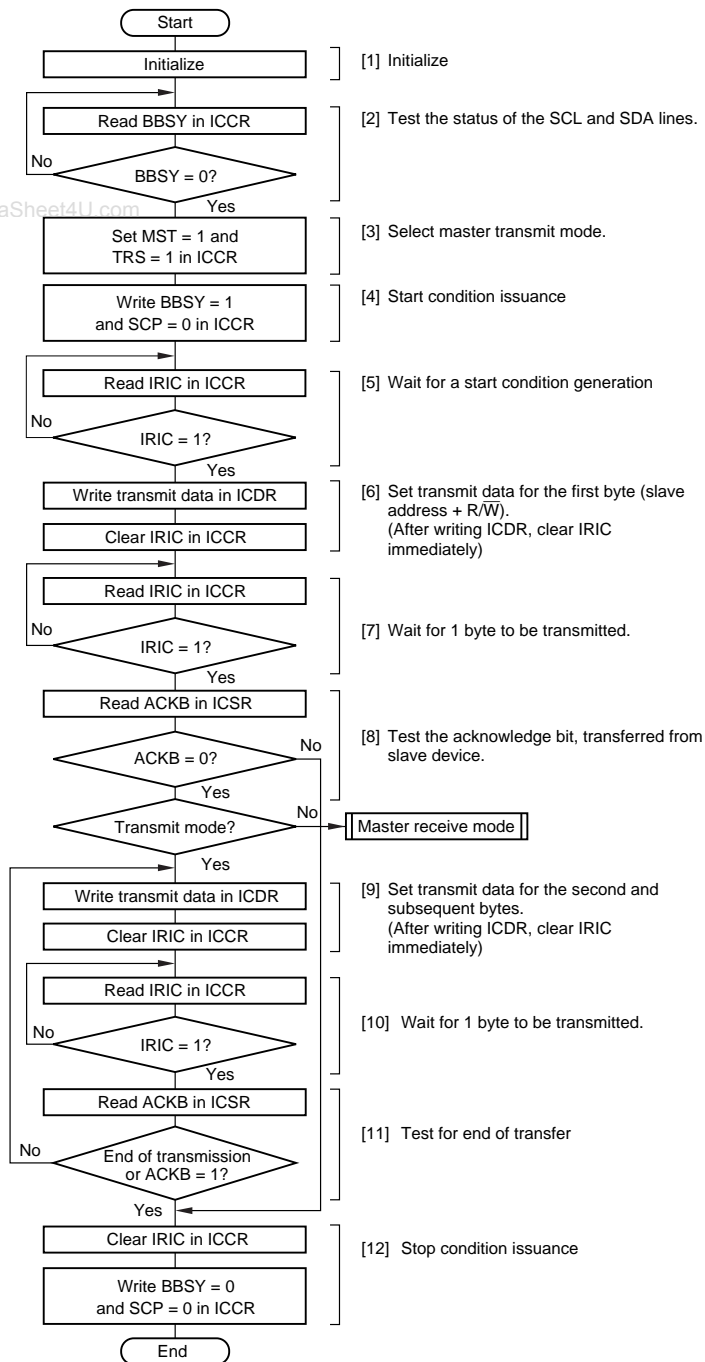 Start
Initialize
[1] Initialize
Read BBSY in ICCR
[2] Test the status of the SCL and SDA lines.
No
BBSY = 0?
aSheet4U.com
Yes
Set MST = 1 and
TRS = 1 in ICCR
[3] Select master transmit mode.
Write BBSY = 1
and SCP = 0 in ICCR
[4] Start condition issuance
Read IRIC in ICCR
[5] Wait for a start condition generation
No
IRIC = 1?
Yes
Write transmit data in ICDR
Clear IRIC in ICCR
[6] Set transmit data for the first byte (slave
address + R/W̅).
(After writing ICDR, clear IRIC
immediately)
Read IRIC in ICCR
No
IRIC = 1?
[7] Wait for 1 byte to be transmitted.
Yes
Read ACKB in ICSR
[8] Test the acknowledge bit, transferred from
slave device.
No
ACKB = 0?
Yes
Transmit mode?
No
Master receive mode
Yes
Write transmit data in ICDR
Clear IRIC in ICCR
[9] Set transmit data for the second and
subsequent bytes.
(After writing ICDR, clear IRIC
immediately)
Read IRIC in ICCR
[10] Wait for 1 byte to be transmitted.
No
IRIC = 1?
Yes
Read ACKB in ICSR
[11] Test for end of transfer
No
End of transmission
or ACKB = 1?
Yes
Clear IRIC in ICCR
[12] Stop condition issuance
Write BBSY = 0
and SCP = 0 in ICCR
End